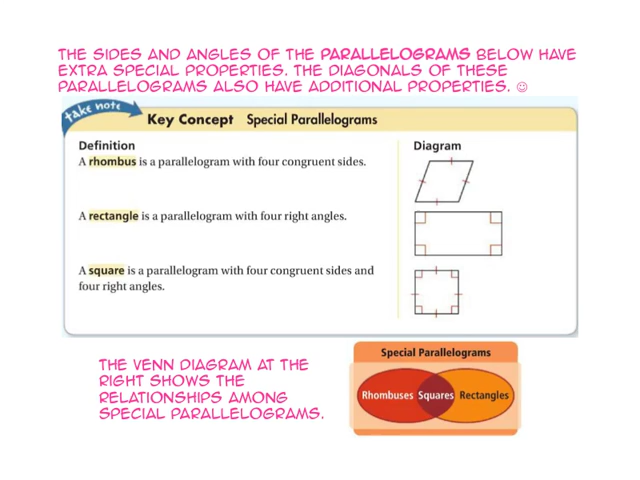 THE SIDES AND ANGLES OF THE PARALLELOGRAMS BELOW HAVE
EXTRA SPECIAL PROPERTIES. THE DIAGONALS OF THESE
PARALLELOGRAMS ALSO HAVE ADDITIONAL PROPERTIES. ☺
take note
Key Concept Special Parallelograms
Definition Diagram
A rhombus is a parallelogram with four congruent sides.
A rectangle is a parallelogram with four right angles.
A square is a parallelogram with four congruent sides and
four right angles.
THE VENN DIAGRAM AT THE
RIGHT SHOWS THE
RELATIONSHIPS AMONG
SPECIAL PARALLELOGRAMS.
Special Parallelograms
Rhombuses Squares Rectangles